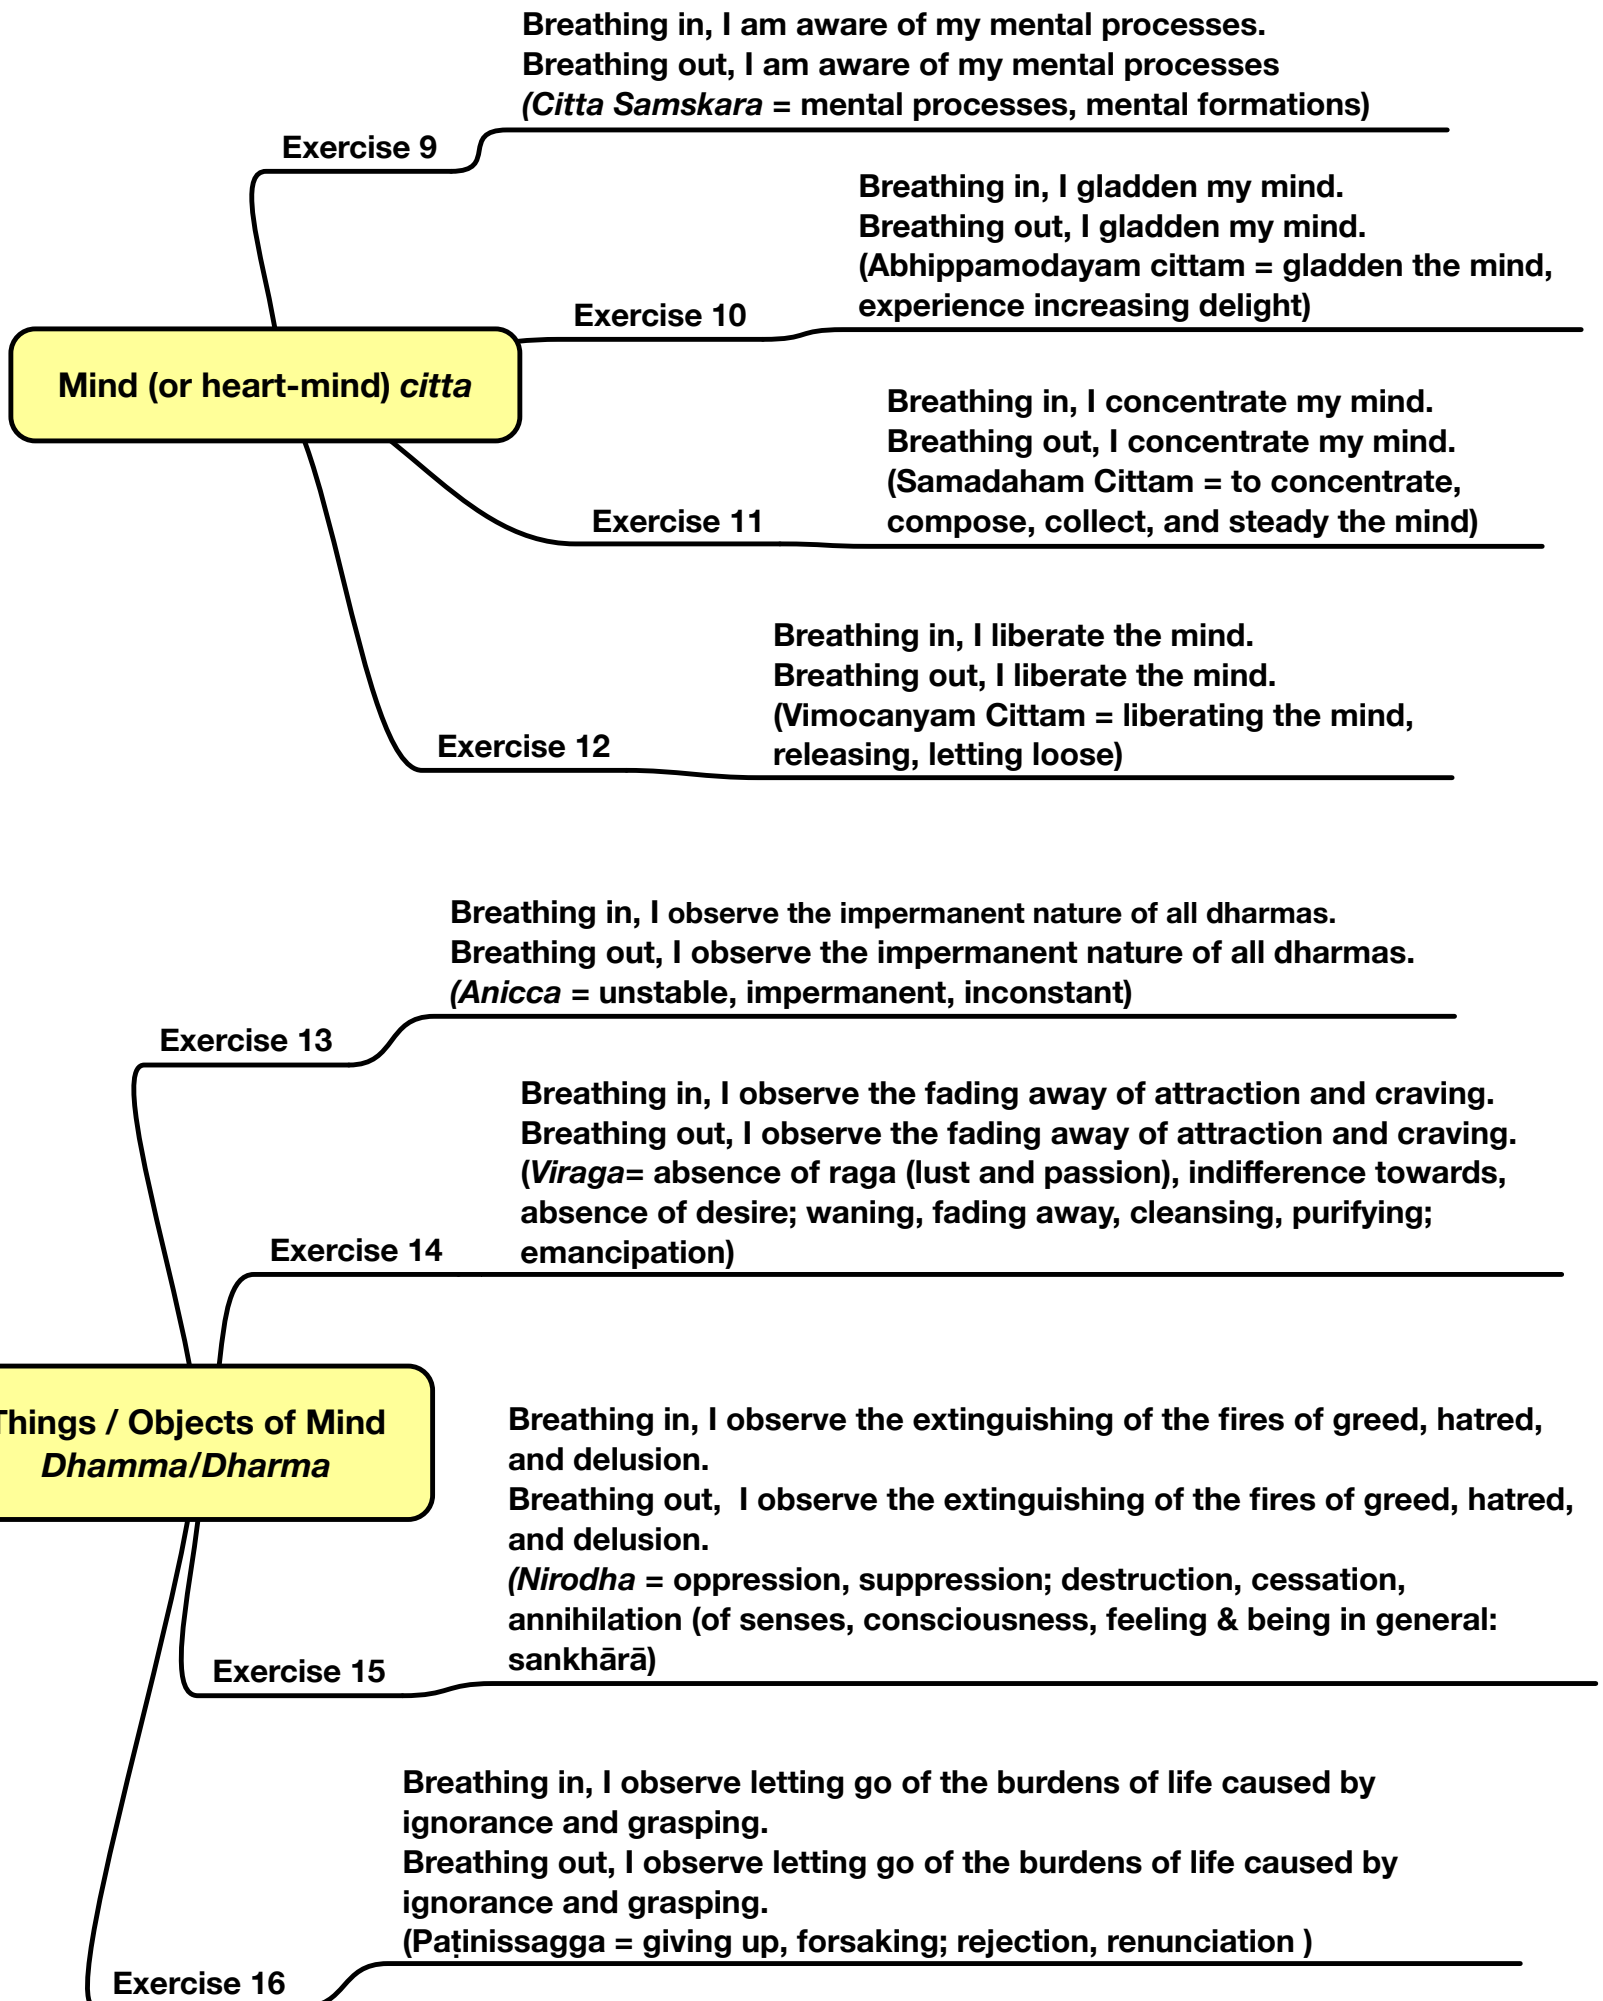 Breathing in, I am aware of my mental processes.
Breathing out, I am aware of my mental processes
(Citta Samskara = mental processes, mental formations)
Exercise 9
Breathing in, I gladden my mind.
Breathing out, I gladden my mind.
(Abhippamodayam cittam = gladden the mind,
experience increasing delight)
Exercise 10
Mind (or heart-mind) citta
Breathing in, I concentrate my mind.
Breathing out, I concentrate my mind.
(Samadaham Cittam = to concentrate,
compose, collect, and steady the mind)
Exercise 11
Breathing in, I liberate the mind.
Breathing out, I liberate the mind.
(Vimocanyam Cittam = liberating the mind,
releasing, letting loose)
Exercise 12
Breathing in, I observe the impermanent nature of all dharmas.
Breathing out, I observe the impermanent nature of all dharmas.
(Anicca = unstable, impermanent, inconstant)
Exercise 13
Breathing in, I observe the fading away of attraction and craving.
Breathing out, I observe the fading away of attraction and craving.
(Viraga= absence of raga (lust and passion), indifference towards,
absence of desire; waning, fading away, cleansing, purifying;
emancipation)
Exercise 14
Things / Objects of Mind
Dhamma/Dharma
Breathing in, I observe the extinguishing of the fires of greed, hatred,
and delusion.
Breathing out,  I observe the extinguishing of the fires of greed, hatred,
and delusion.
(Nirodha = oppression, suppression; destruction, cessation,
annihilation (of senses, consciousness, feeling & being in general:
sankhārā)
Exercise 15
Breathing in, I observe letting go of the burdens of life caused by
ignorance and grasping.
Breathing out, I observe letting go of the burdens of life caused by
ignorance and grasping.
(Paṭinissagga = giving up, forsaking; rejection, renunciation )
Exercise 16